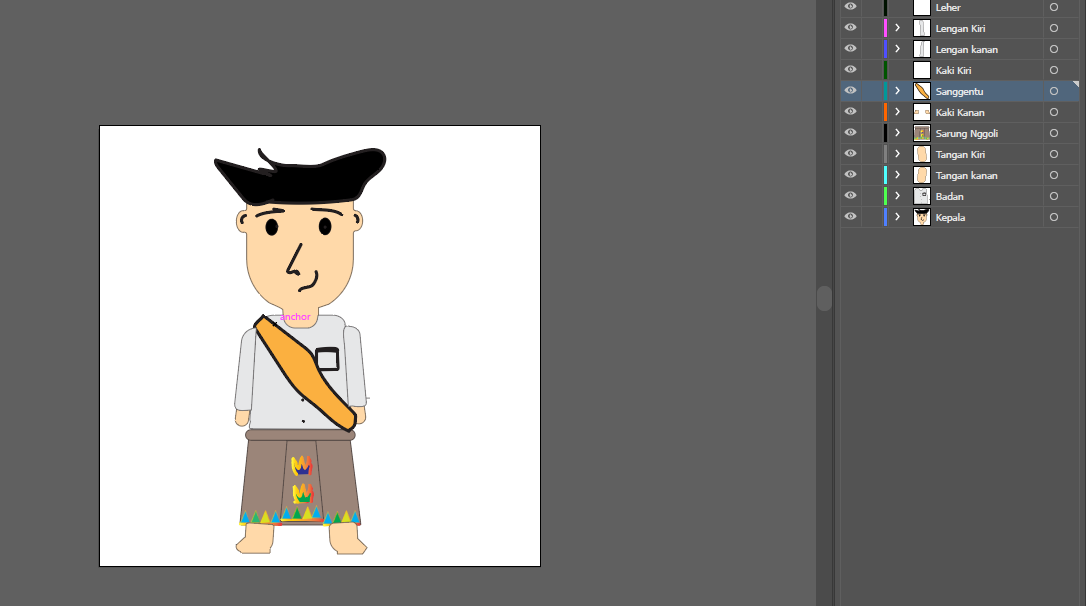 Leher
Lengan Kiri
Lengan kanan
Kaki Kiri
Sanggentu
Kaki Kanan
Sarung Nggoli
Tangan Kiri
Tangan kanan
Badan
Kepala
anchor